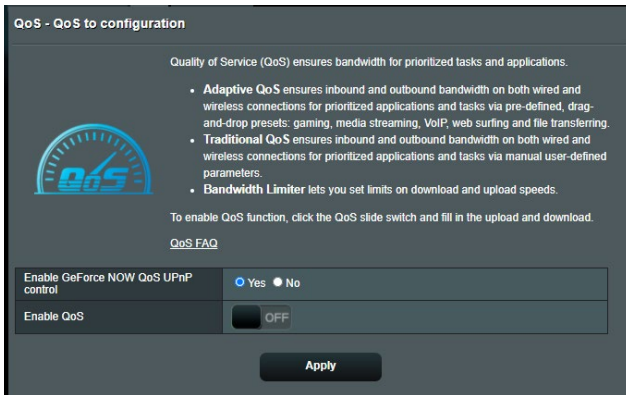 QoS - QoS to configuration
Quality of Service (QoS) ensures bandwidth for prioritized tasks and applications.
• Adaptive QoS ensures inbound and outbound bandwidth on both wired and
wireless connections for prioritized applications and tasks via pre-defined, drag-
and-drop presets: gaming, media streaming, VoIP, web surfing and file transferring.
• Traditional QoS ensures inbound and outbound bandwidth on both wired and
wireless connections for prioritized applications and tasks via manual user-defined
parameters.
• Bandwidth Limiter lets you set limits on download and upload speeds.
QoS
To enable QoS function, click the QoS slide switch and fill in the upload and download.
QoS FAQ
Enable GeForce NOW QoS UPnP
control
Yes No
Enable QoS
OFF
Apply